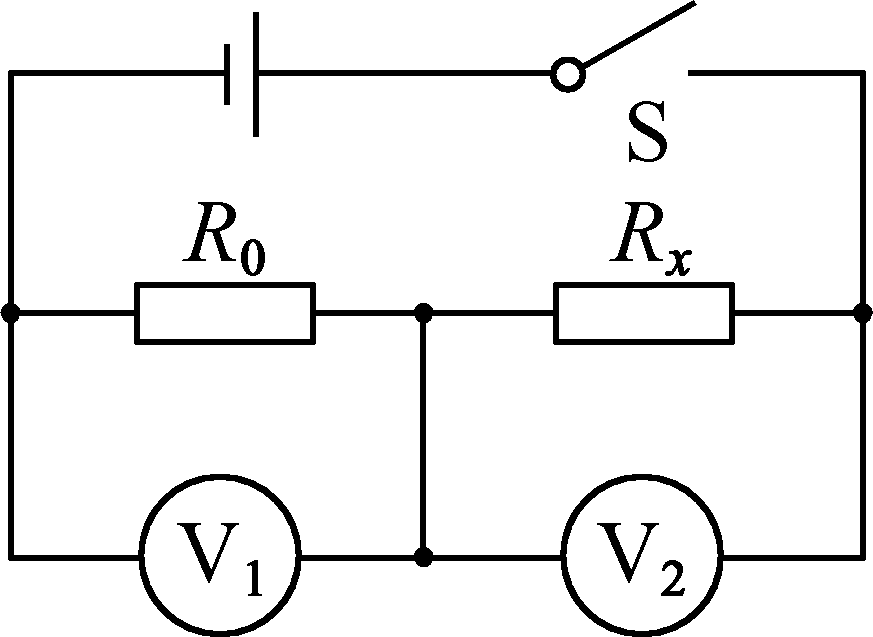 S
R₀ Rₓ
V₁ V₂